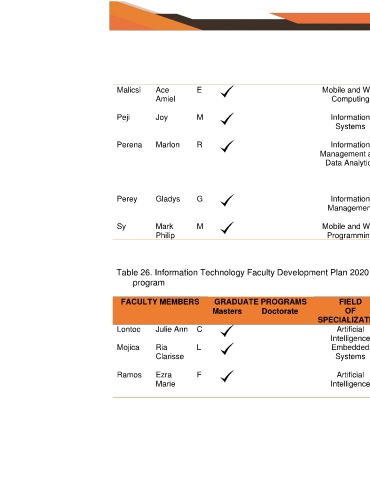 Malicsi Ace E ✓ Mobile and W
Amiel Computing
Peji Joy M ✓ Information
Systems
Perena Marlon R ✓ Information
Management a
Data Analytic
Perey Gladys G ✓ Information
Managemen
Sy Mark M ✓ Mobile and W
Philip Programmin
Table 26. Information Technology Faculty Development Plan 2020
program
FACULTY MEMBERS GRADUATE PROGRAMS FIELD
Masters Doctorate OF
SPECIALIZAT
Lontoc Julie Ann C ✓ Artificial
Intelligence
Mojica Ria L ✓ Embedded
Clarisse Systems
Ramos Ezra F ✓ Artificial
Marie Intelligence